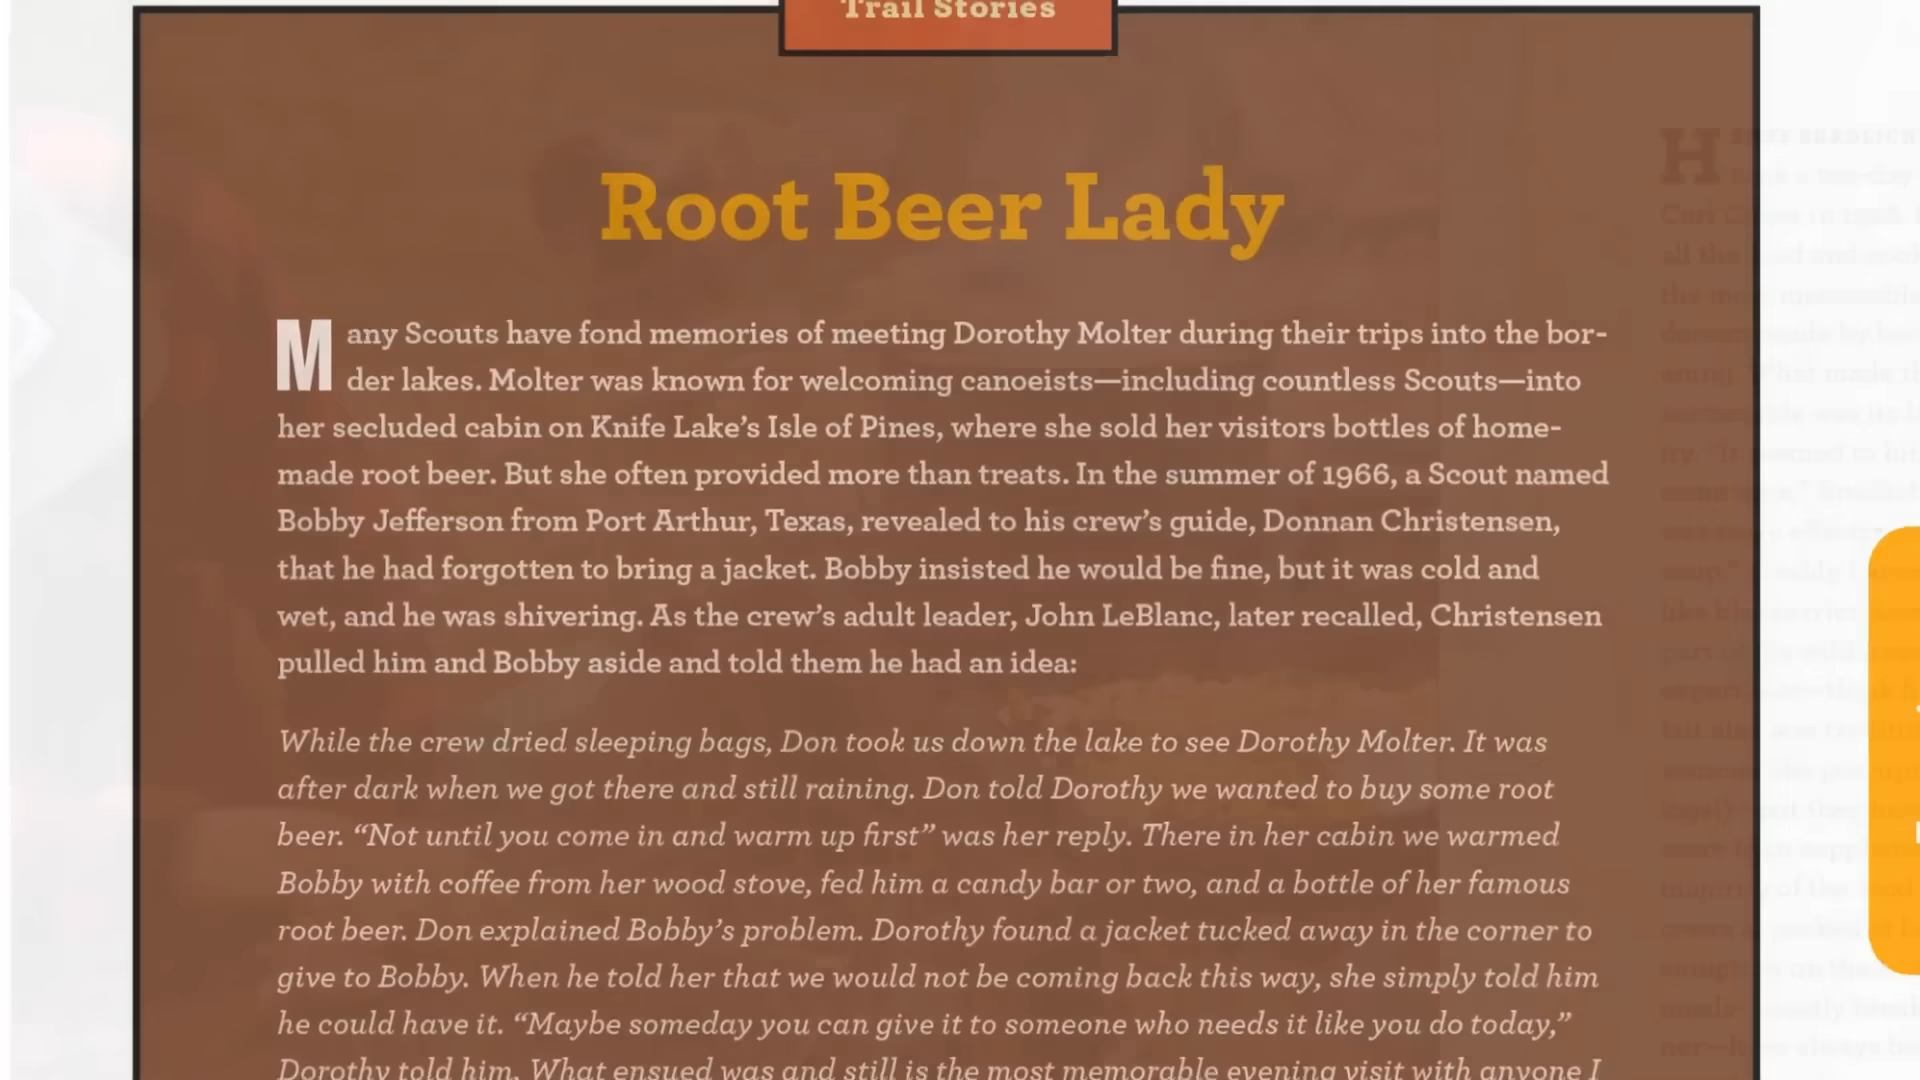 Trail Stories
Root Beer Lady
Many Scouts have fond memories of meeting Dorothy Molter during their trips into the bor-
der lakes. Molter was known for welcoming canoeists—including countless Scouts—into
her secluded cabin on Knife Lake’s Isle of Pines, where she sold her visitors bottles of home-
made root beer. But she often provided more than treats. In the summer of 1966, a Scout named
Bobby Jefferson from Port Arthur, Texas, revealed to his crew’s guide, Donnan Christensen,
that he had forgotten to bring a jacket. Bobby insisted he would be fine, but it was cold and
wet, and he was shivering. As the crew’s adult leader, John LeBlanc, later recalled, Christensen
pulled him and Bobby aside and told them he had an idea:
While the crew dried sleeping bags, Don took us down the lake to see Dorothy Molter. It was
after dark when we got there and still raining. Don told Dorothy we wanted to buy some root
beer. “Not until you come in and warm up first” was her reply. There in her cabin we warmed
Bobby with coffee from her wood stove, fed him a candy bar or two, and a bottle of her famous
root beer. Don explained Bobby’s problem. Dorothy found a jacket tucked away in the corner to
give to Bobby. When he told her that we would not be coming back this way, she simply told him
he could have it. “Maybe someday you can give it to someone who needs it like you do today,”
Dorothy told him. What ensued was and still is the most memorable evening visit with anyone I